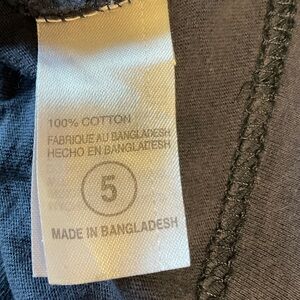 100% COTTON
FABRIQUE AU BANGLADESH
HECHO EN BANGLADESH
5
MADE IN BANGLADESH